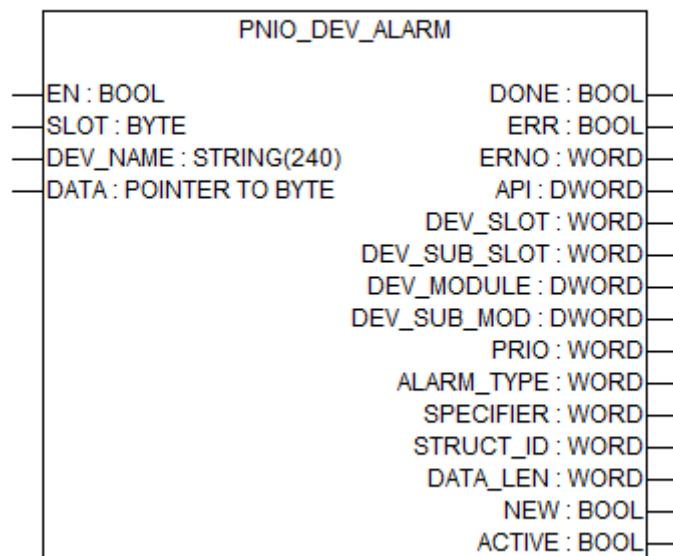 PNIO_DEV_ALARM
EN : BOOL DONE : BOOL
SLOT : BYTE ERR : BOOL
DEV_NAME : STRING(240) ERNO : WORD
DATA : POINTER TO BYTE API : DWORD
DEV_SLOT : WORD
DEV_SUB_SLOT : WORD
DEV_MODULE : DWORD
DEV_SUB_MOD : DWORD
PRIO : WORD
ALARM_TYPE : WORD
SPECIFIER : WORD
STRUCT_ID : WORD
DATA_LEN : WORD
NEW : BOOL
ACTIVE : BOOL